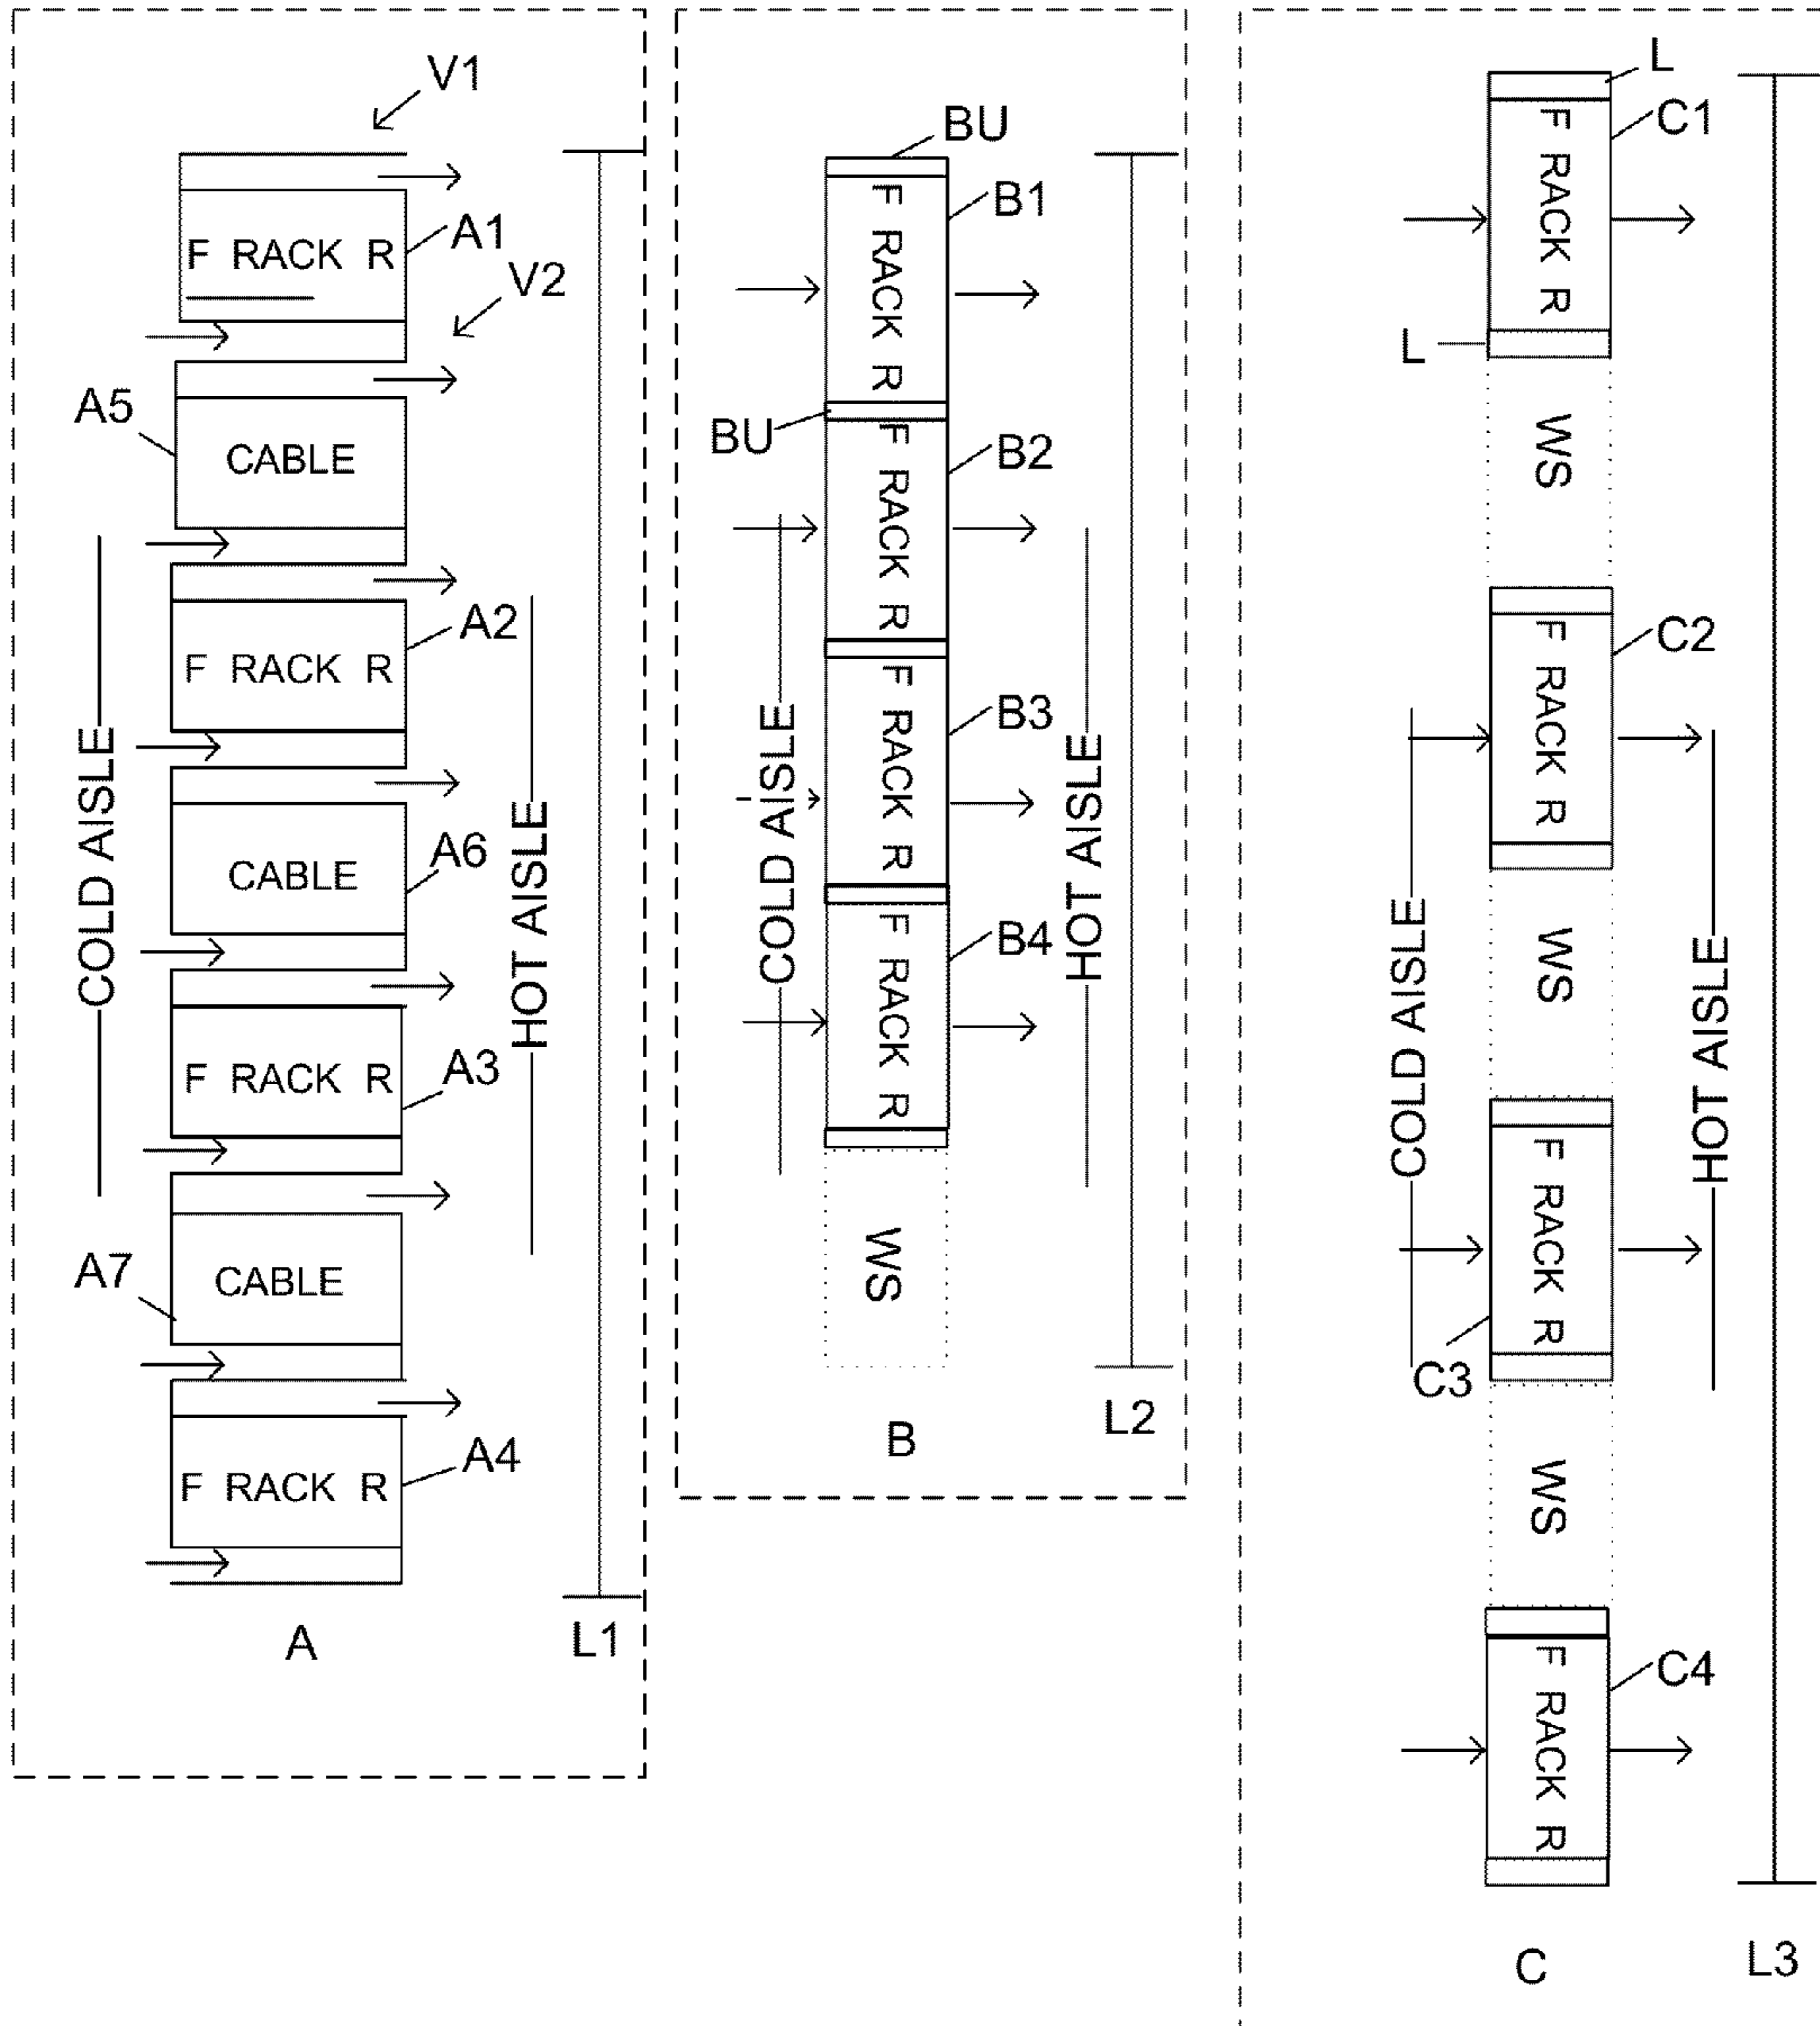 V1
F RACK R
A1
V2
A5
CABLE
F RACK R
A2
COLD AISLE
HOT AISLE
CABLE
A6
F RACK R
A3
A7
CABLE
F RACK R
A4
A
L1
BU
F RACK R
B1
BU
F RACK R
B2
F RACK R
B3
COLD AISLE
HOT AISLE
F RACK R
B4
WS
B
L2
L
F RACK R
C1
L
WS
F RACK R
C2
COLD AISLE
WS
HOT AISLE
F RACK R
C3
WS
F RACK R
C4
C
L3